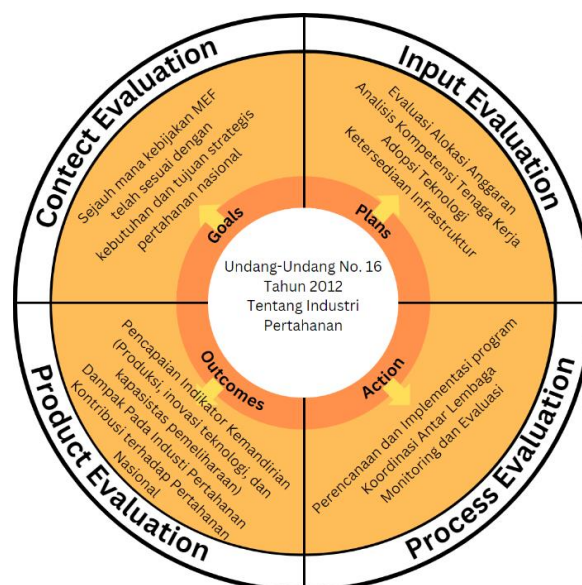 Contect Evaluation
Sejauh mana kebijakan MEF
telah sesuai dengan
kebutuhan dan tujuan strategis
pertahanan nasional
Goals
Input Evaluation
Evaluasi Alokasi Anggaran
Analisis Kompetensi Tenaga Kerja
Adopsi Teknologi
Ketersediaan Infrastruktur
Plans
Undang-Undang No. 16
Tahun 2012
Tentang Industri
Pertahanan
Product Evaluation
Outcomes
Pencapaian Indikator Kemandirian
(Produksi, inovasi teknologi, dan
kapasistas pemeliharaan)
Dampak Pada Industri Pertahanan
Kontribusi terhadap Pertahanan
Nasional
Process Evaluation
Action
Perencanaan dan Implementasi program
Koordinasi Antar Lembaga
Monitoring dan Evaluasi